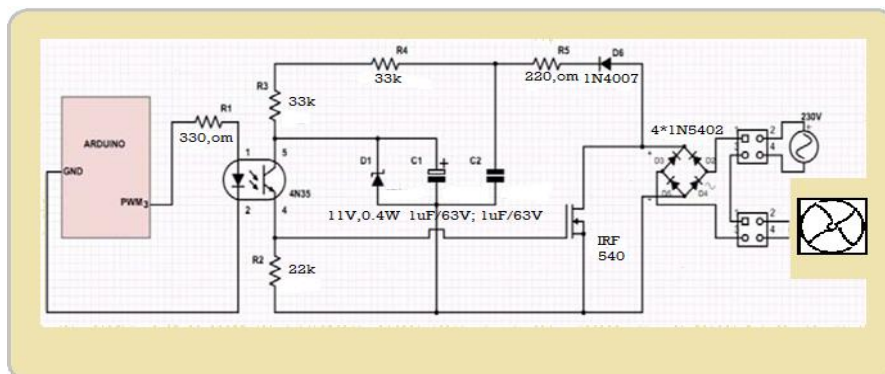 R4
33k
R5
220,om
D6
1N4007
R3
33k
R1
330,om
ARDUINO
GND
PWM 3
1
5
4N35
2
4
D1
C1
+
C2
11V,0.4W 1uF/63V; 1uF/63V
R2
22k
IRF
540
4*1N5402
+
-
D3
D2
D5
D4
1
2
3
4
230V
1
2
3
4